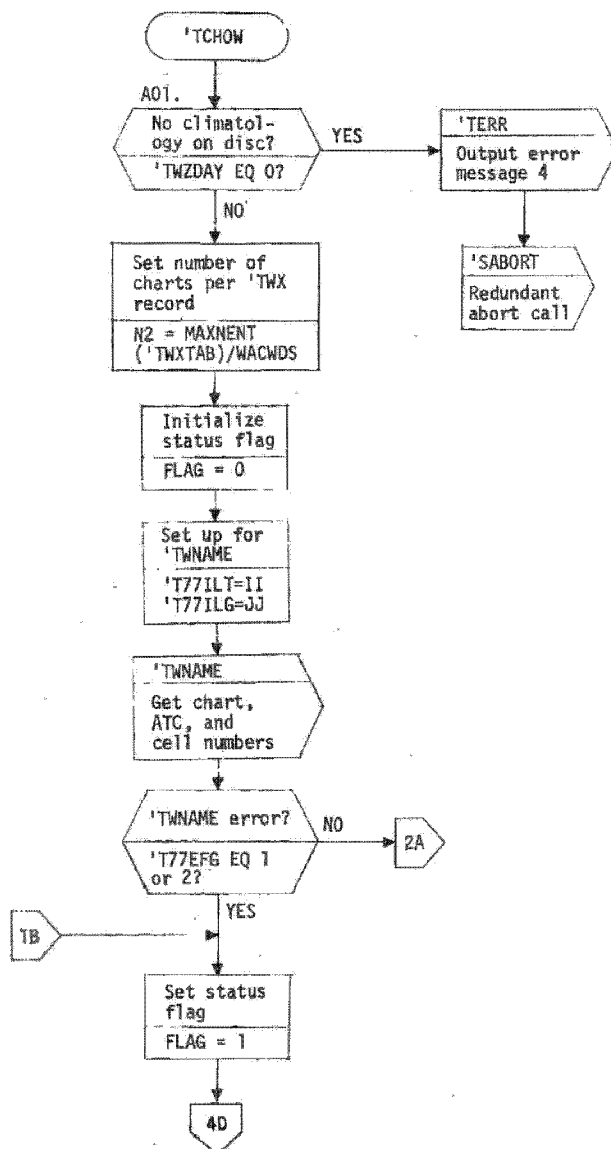 'TCHOW
A01.
No climatol-
ogy on disc?
'TWZDAY EQ 0?
YES
'TERR
Output error
message 4
NO
'SABORT
Redundant
abort call
Set number of
charts per 'TWX
record
N2 = MAXNENT
('TWXTAB)/WACWDS
Initialize
status flag
FLAG = 0
Set up for
'TWNAME
'T77ILT=II
'T77ILG=JJ
'TWNAME
Get chart,
ATC, and
cell numbers
'TWNAME error?
'T77EFG EQ 1
or 2?
NO
2A
YES
1B
Set status
flag
FLAG = 1
4D